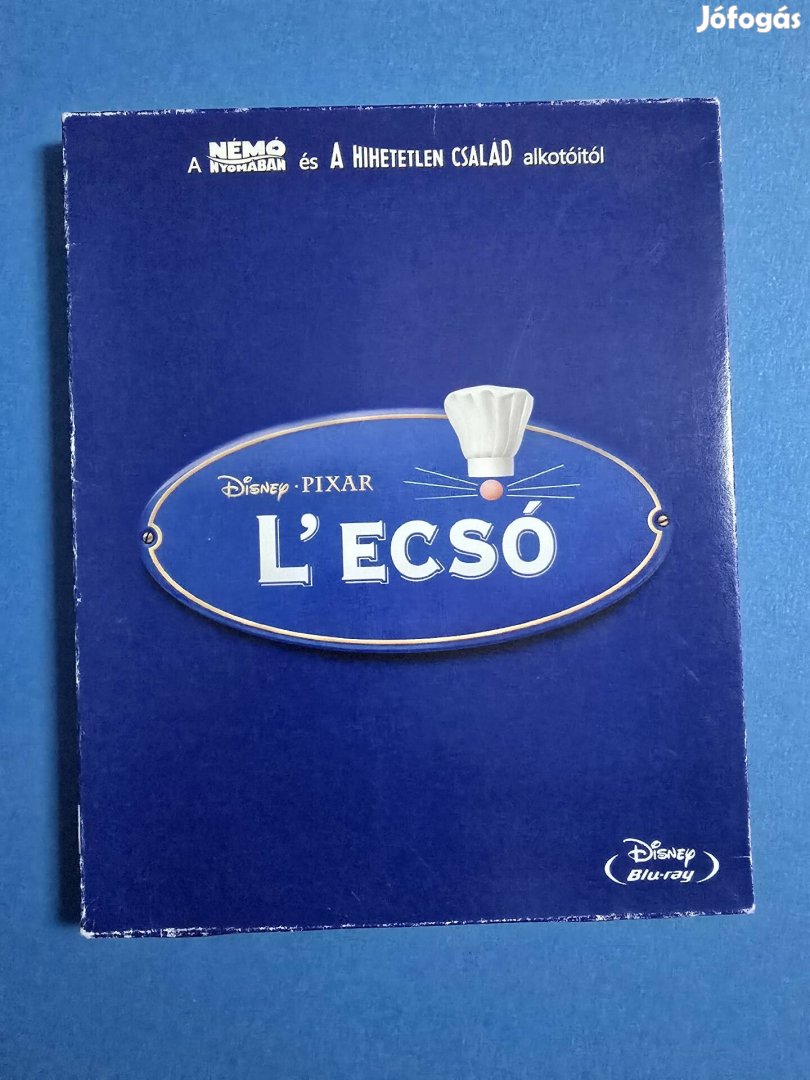 Jófogás
A NÉMÓ NYOMÁBAN és A HIHETETLEN CSALÁD alkotóitól
DISNEY · PIXAR
L'ECSÓ
DISNEY
Blu-ray